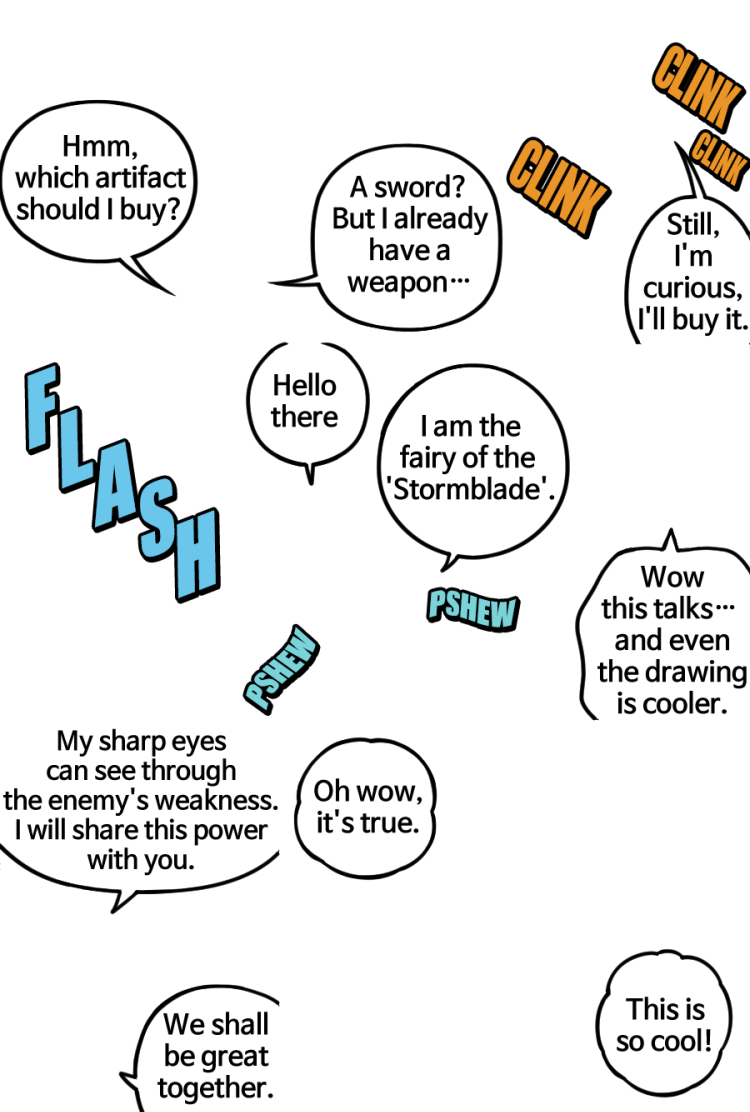 Hmm,
which artifact
should I buy?
A sword?
But I already
have a
weapon…
CLINK
CLINK
CLINK
Still,
I'm
curious,
I'll buy it.
FLASH
Hello
there
I am the
fairy of the
'Stormblade'.
PSHEW
PSHEW
Wow
this talks…
and even
the drawing
is cooler.
My sharp eyes
can see through
the enemy's weakness.
I will share this power
with you.
Oh wow,
it's true.
We shall
be great
together.
This is
so cool!